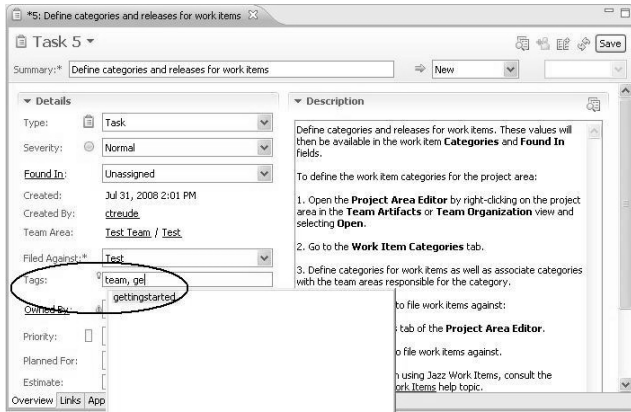 *5: Define categories and releases for work items
Task 5
Save
Summary:* Define categories and releases for work items
New
Details
Type: Task
Severity: Normal
Found In: Unassigned
Created: Jul 31, 2008 2:01 PM
Created By: ctreude
Team Area: Test Team / Test
Filed Against:* Test
Tags: team, ge
gettingstarted
Owned By:
Priority:
Planned For:
Estimate:
Overview Links App
Description
Define categories and releases for work items. These values will
then be available in the work item Categories and Found In
fields.
To define the work item categories for the project area:
1. Open the Project Area Editor by right-clicking on the project
area in the Team Artifacts or Team Organization view and
selecting Open.
2. Go to the Work Item Categories tab.
3. Define categories for work items as well as associate categories
with the team areas responsible for the category.
to file work items against:
tab of the Project Area Editor.
o file work items against.
using Jazz Work Items, consult the
ork Items help topic.